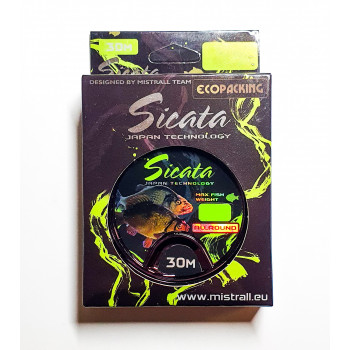 30M
DESIGNED BY MISTRALL TEAM
ECOPACKING
Sicata
JAPAN TECHNOLOGY
Sicata
JAPAN TECHNOLOGY
MAX FISH
WEIGHT
ALLROUND
30M
www.mistrall.eu